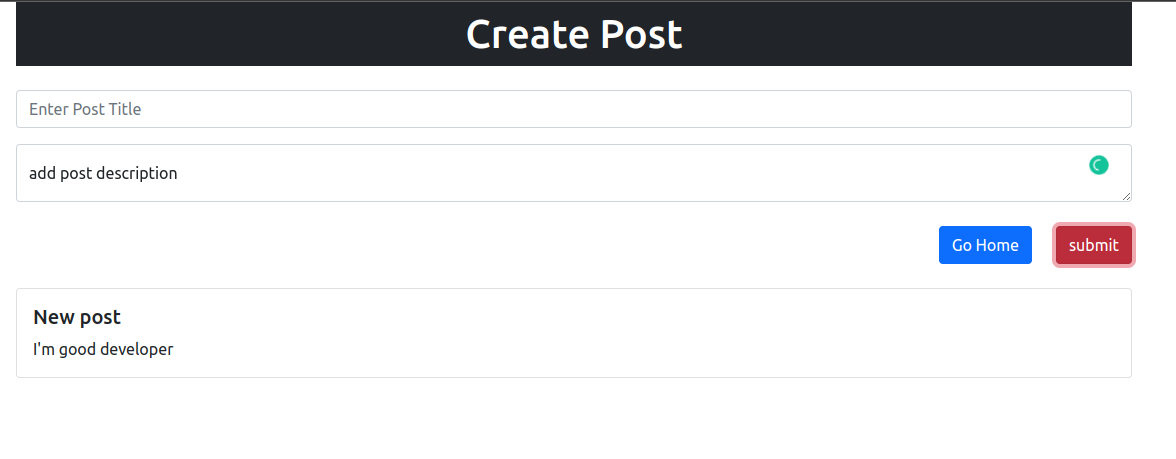 Create Post
Enter Post Title
add post description
Go Home
submit
New post
I'm good developer